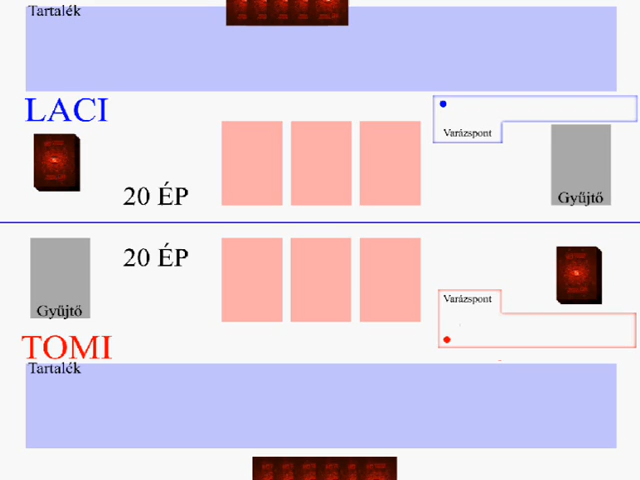 Tartalék
LACI
Varázspont
20 ÉP
Gyűjtő
20 ÉP
Gyűjtő
Varázspont
TOMI
Tartalék